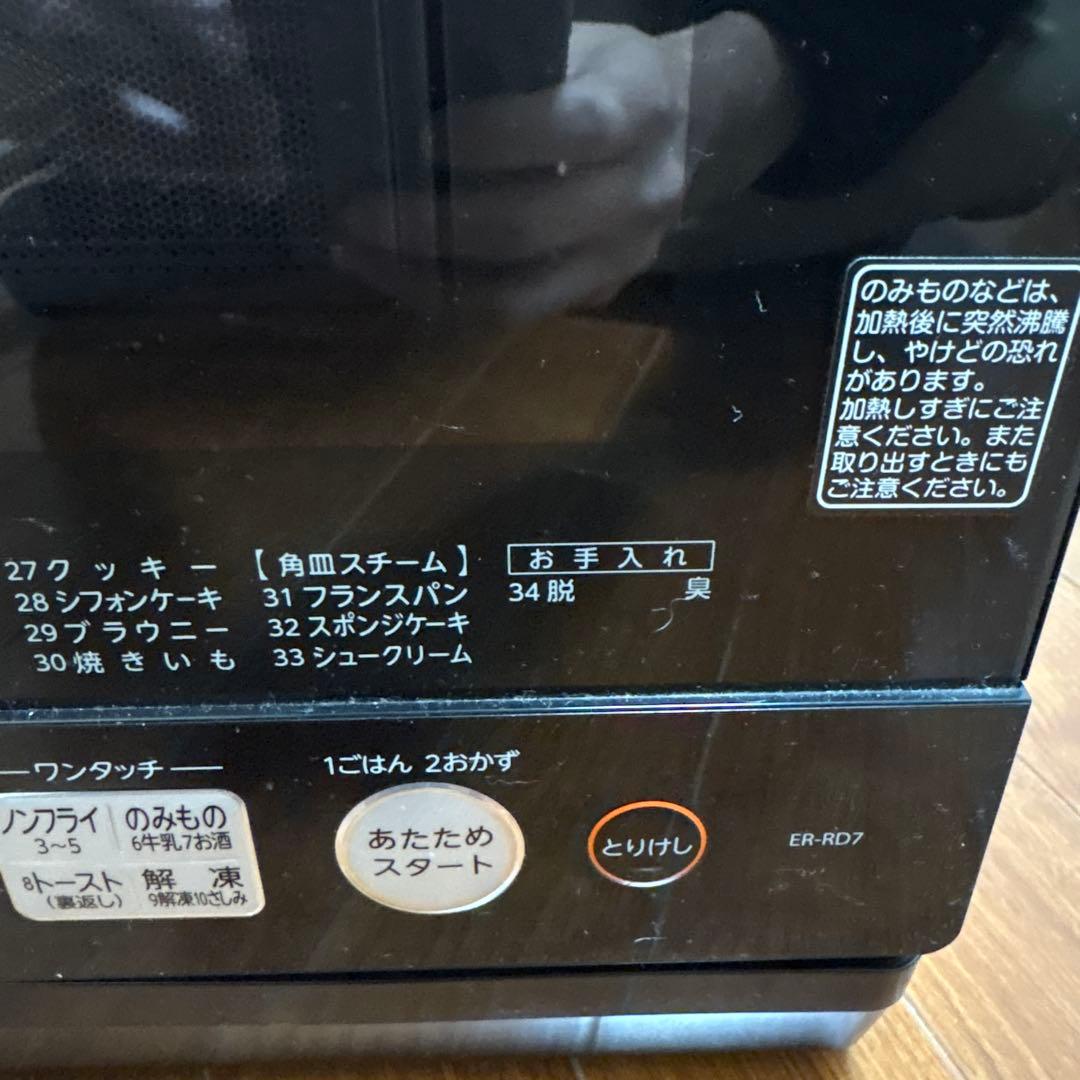 のみものなどは、
加熱後に突然沸騰
し、やけどの恐れ
があります。
加熱しすぎにご注
意ください。また
取り出すときにも
ご注意ください。
27クッキー
28シフォンケーキ
29ブラウニー
30焼きいも
【角皿スチーム】
31フランスパン
32スポンジケーキ
33シュークリーム
お手入れ
34脱臭
ワンタッチ
ノンフライ
3~5
のみもの
6牛乳7お酒
8トースト
(裏返し)
解凍
9解凍10さしみ
1ごはん 2おかず
あたため
スタート
とりけし
ER-RD7